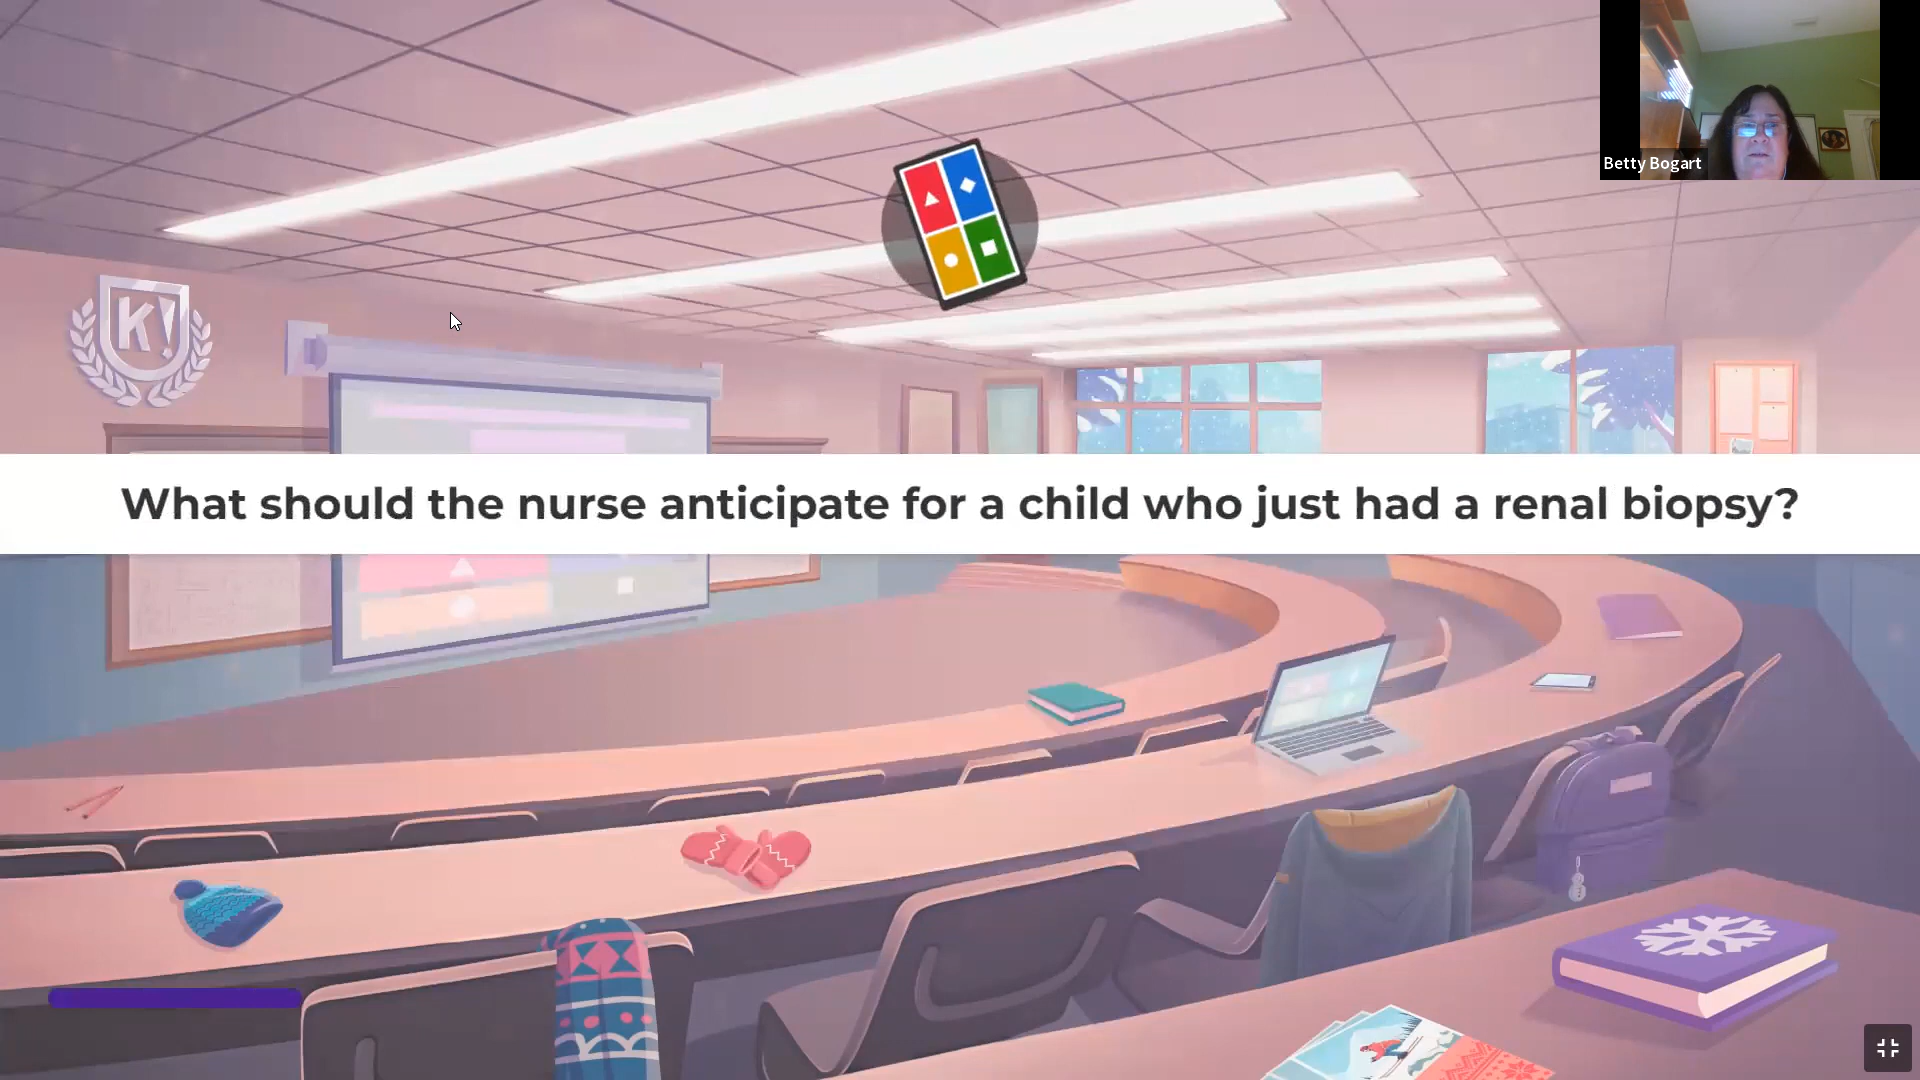 Betty Bogart
K!
What should the nurse anticipate for a child who just had a renal biopsy?